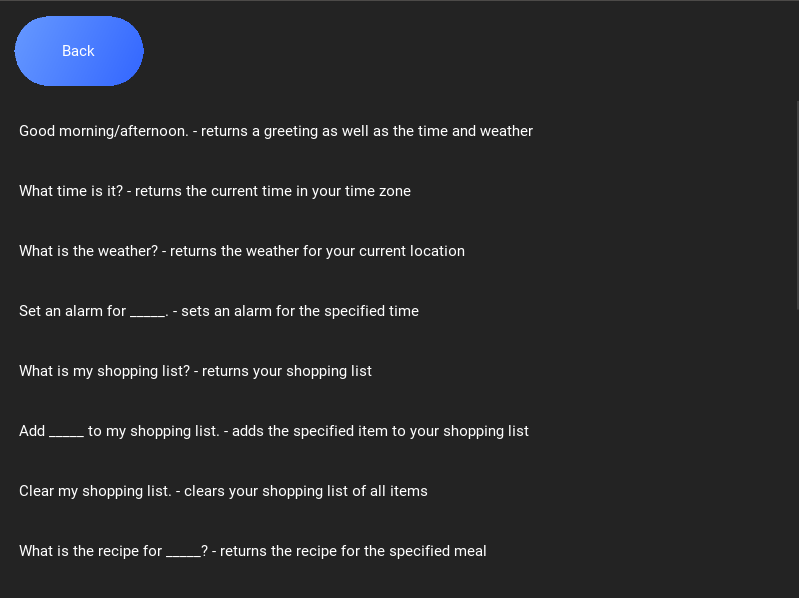 Back
Good morning/afternoon. - returns a greeting as well as the time and weather
What time is it? - returns the current time in your time zone
What is the weather? - returns the weather for your current location
Set an alarm for _____. - sets an alarm for the specified time
What is my shopping list? - returns your shopping list
Add _____ to my shopping list. - adds the specified item to your shopping list
Clear my shopping list. - clears your shopping list of all items
What is the recipe for _____? - returns the recipe for the specified meal